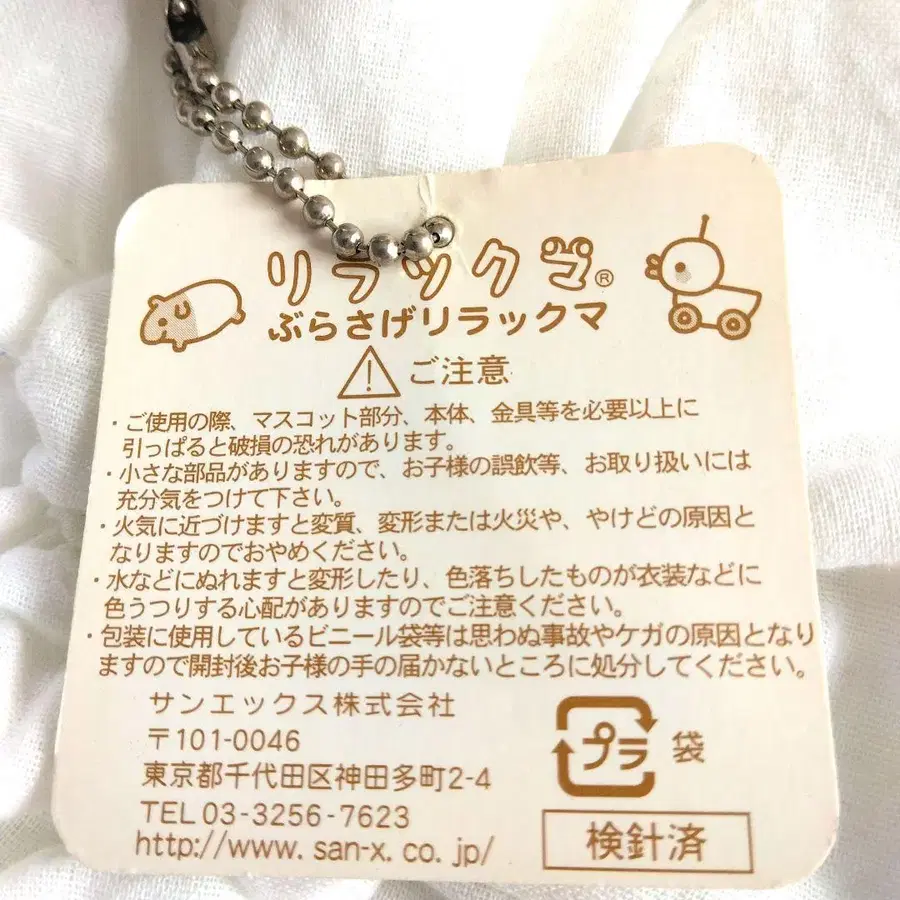 リラックマ®
ぶらさげリラックマ
ご注意
・ご使用の際、マスコット部分、本体、金具等を必要以上に
引っぱると破損の恐れがあります。
・小さな部品がありますので、お子様の誤飲等、お取り扱いには
充分気をつけて下さい。
・火気に近づけますと変質、変形または火災や、やけどの原因と
なりますのでおやめください。
・水などにぬれますと変形したり、色落ちしたものが衣装などに
色うつりする心配がありますのでご注意ください。
・包装に使用しているビニール袋等は思わぬ事故やケガの原因となり
ますので開封後お子様の手の届かないところに処分してください。
サンエックス株式会社
〒101-0046
東京都千代田区神田多町2-4
TEL 03-3256-7623
http://www.san-x.co.jp/
プラ 袋
検針済